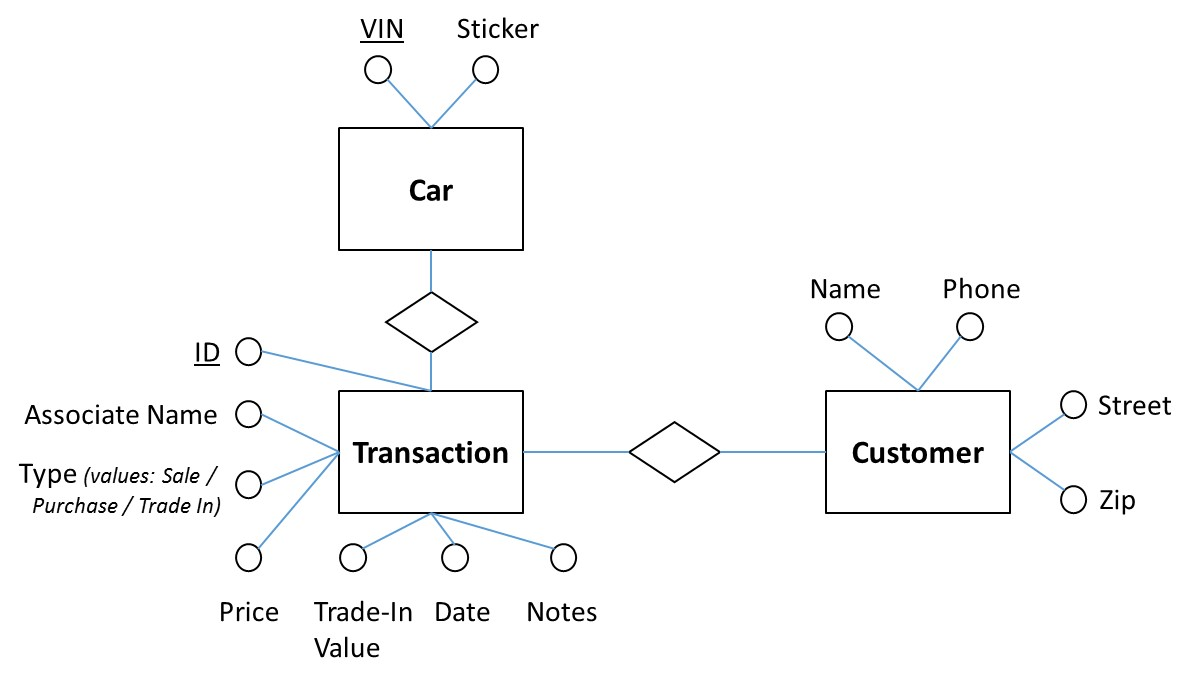 VIN Sticker
Car
Name Phone
ID
Associate Name
Street
Transaction
Customer
Type (values: Sale /
Purchase / Trade In)
Zip
Price
Trade-In
Value
Date
Notes